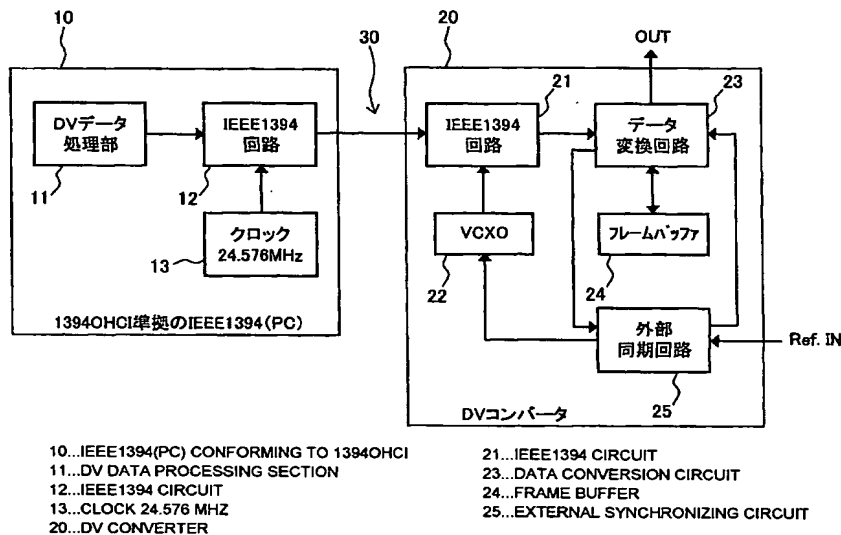 10
20
30
OUT
21
23
DVデータ
処理部
IEEE1394
回路
IEEE1394
回路
データ
変換回路
11
12
クロック
24.576MHz
13
VCXO
22
フレームバッファ
24
外部
同期回路
Ref. IN
25
1394OHCI準拠のIEEE1394(PC)
DVコンバータ
10...IEEE1394(PC) CONFORMING TO 1394OHCI
11...DV DATA PROCESSING SECTION
12...IEEE1394 CIRCUIT
13...CLOCK 24.576 MHZ
20...DV CONVERTER
21...IEEE1394 CIRCUIT
23...DATA CONVERSION CIRCUIT
24...FRAME BUFFER
25...EXTERNAL SYNCHRONIZING CIRCUIT